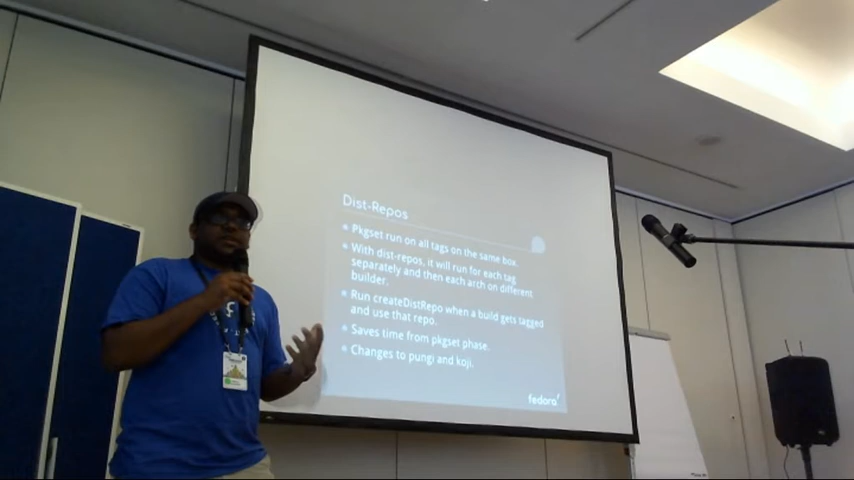 Dist-Repos
Pkgset run on all tags on the same box.
With dist-repos, it will run for each tag
separately and then each arch on different
builder.
Run createDistRepo when a build gets tagged
and use that repo.
Saves time from pkgset phase.
Changes to pungi and koji.
fedora